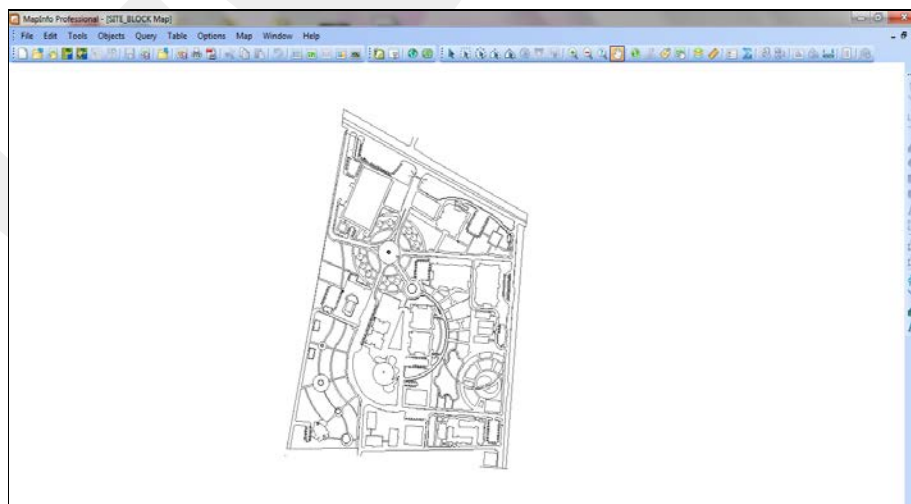 MapInfo Professional - [SITE_BLOCK Map]
File Edit Tools Objects Query Table Options Map Window Help